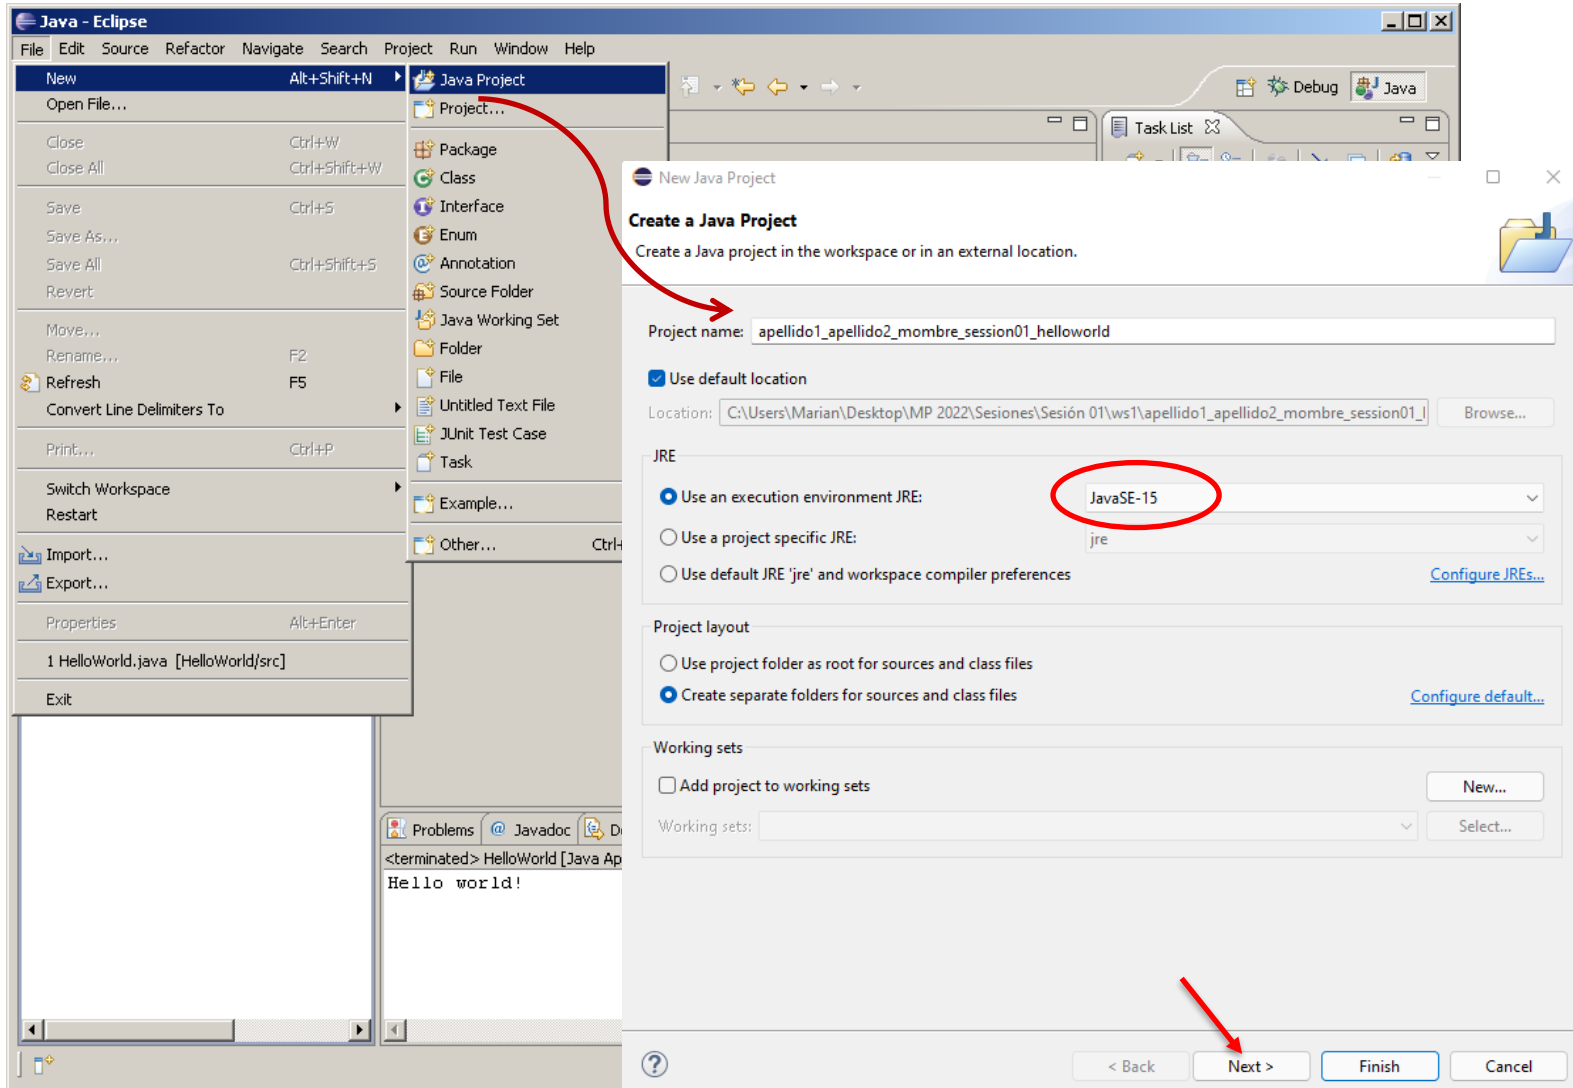 Java - Eclipse
File Edit Source Refactor Navigate Search Project Run Window Help
New Alt+Shift+N
Open File...
Close Ctrl+W
Close All Ctrl+Shift+W
Save Ctrl+S
Save As...
Save All Ctrl+Shift+S
Revert
Move...
Rename... F2
Refresh F5
Convert Line Delimiters To
Print... Ctrl+P
Switch Workspace
Restart
Import...
Export...
Properties Alt+Enter
1 HelloWorld.java [HelloWorld/src]
Exit
Java Project
Project...
Package
Class
Interface
Enum
Annotation
Source Folder
Java Working Set
Folder
File
Untitled Text File
JUnit Test Case
Task
Example...
Other... Ctrl+
Debug Java
Task List
New Java Project
Create a Java Project
Create a Java project in the workspace or in an external location.
Project name: apellido1_apellido2_mombre_session01_helloworld
Use default location
Location: C:\Users\Marian\Desktop\MP 2022\Sesiones\Sesión 01\ws1\apellido1_apellido2_mombre_session01_l Browse...
JRE
Use an execution environment JRE: JavaSE-15
Use a project specific JRE: jre
Use default JRE 'jre' and workspace compiler preferences Configure JREs...
Project layout
Use project folder as root for sources and class files
Create separate folders for sources and class files Configure default...
Working sets
Add project to working sets New...
Working sets: Select...
Problems @ Javadoc D
<terminated> HelloWorld [Java Ap
Hello world!
? < Back Next > Finish Cancel